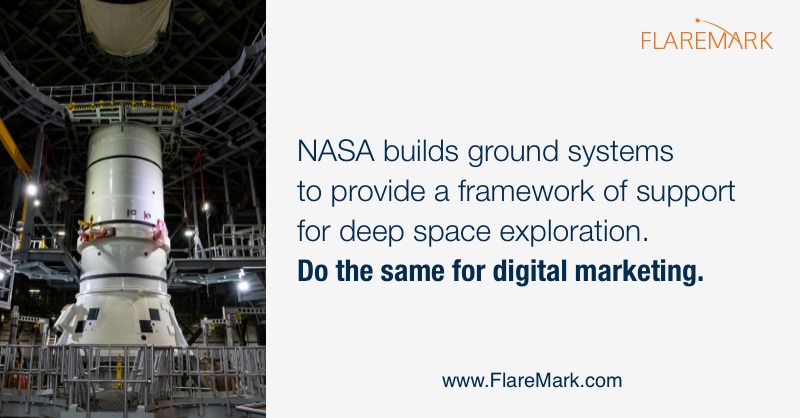 FLAREMARK
NASA builds ground systems
to provide a framework of support
for deep space exploration.
Do the same for digital marketing.
www.FlareMark.com